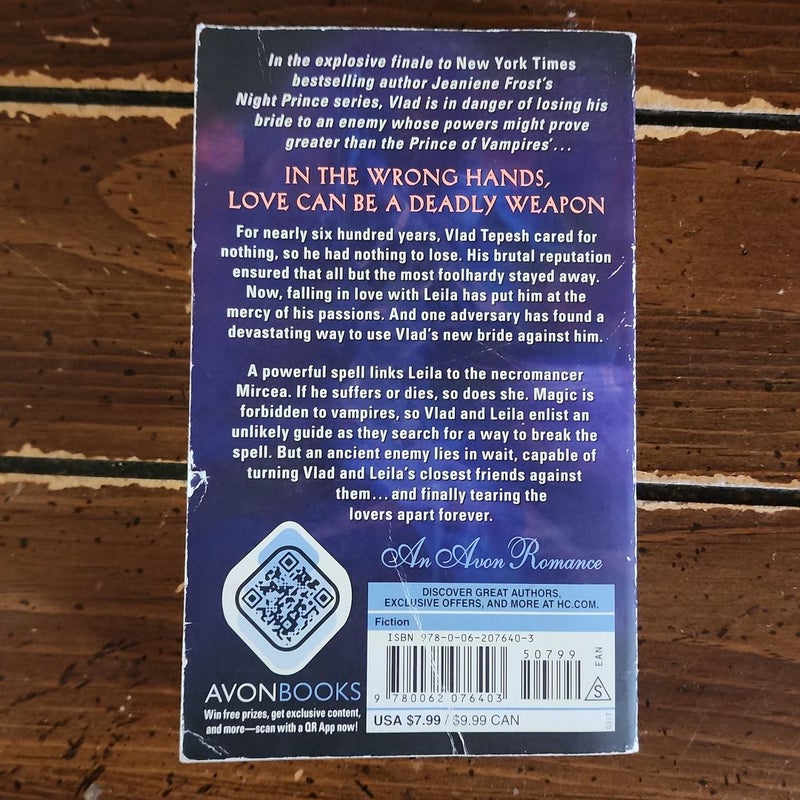 In the explosive finale to New York Times
bestselling author Jeaniene Frost's
Night Prince series, Vlad is in danger of losing his
bride to an enemy whose powers might prove
greater than the Prince of Vampires'...
IN THE WRONG HANDS,
LOVE CAN BE A DEADLY WEAPON
For nearly six hundred years, Vlad Tepesh cared for
nothing, so he had nothing to lose. His brutal reputation
ensured that all but the most foolhardy stayed away.
Now, falling in love with Leila has put him at the
mercy of his passions. And one adversary has found a
devastating way to use Vlad's new bride against him.
A powerful spell links Leila to the necromancer
Mircea. If he suffers or dies, so does she. Magic is
forbidden to vampires, so Vlad and Leila enlist an
unlikely guide as they search for a way to break the
spell. But an ancient enemy lies in wait, capable of
turning Vlad and Leila's closest friends against
them...and finally tearing the
lovers apart forever.
An Avon Romance
DISCOVER GREAT AUTHORS,
EXCLUSIVE OFFERS, AND MORE AT HC.COM.
Fiction
ISBN 978-0-06-207640-3
50799
EAN
S
9 780062 076403
USA $7.99 / $9.99 CAN
0317
AVONBOOKS
Win free prizes, get exclusive content,
and more—scan with a QR App now!